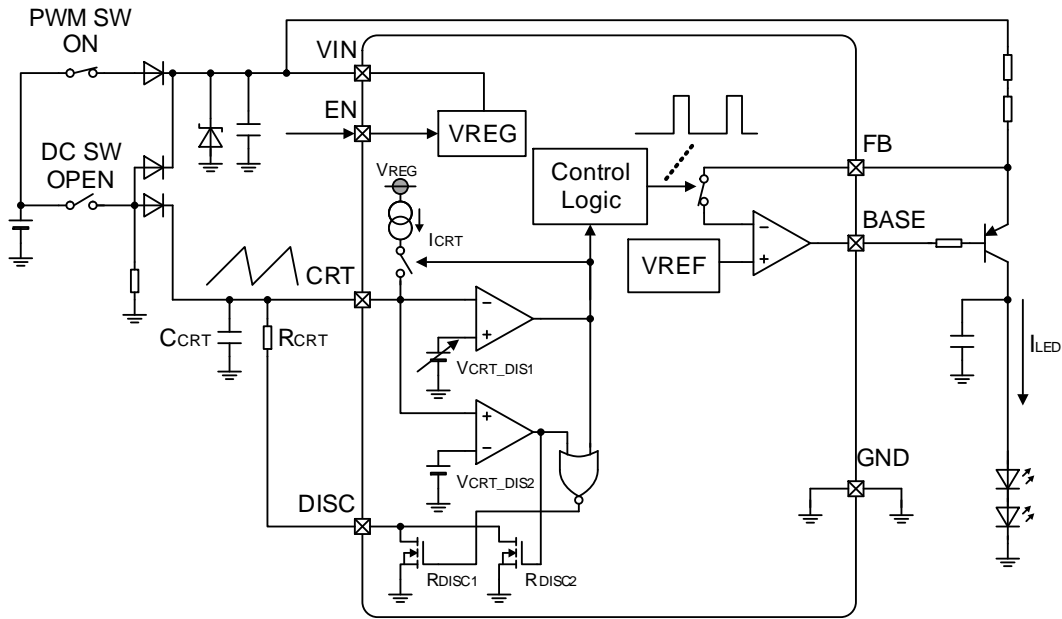 PWM SW
ON
VIN
EN
VREG
DC SW
OPEN
VREG
ICRT
Control
Logic
FB
BASE
VREF
CRT
CCRT
RCRT
VCRT_DIS1
ILED
VCRT_DIS2
GND
DISC
RDISC1
RDISC2